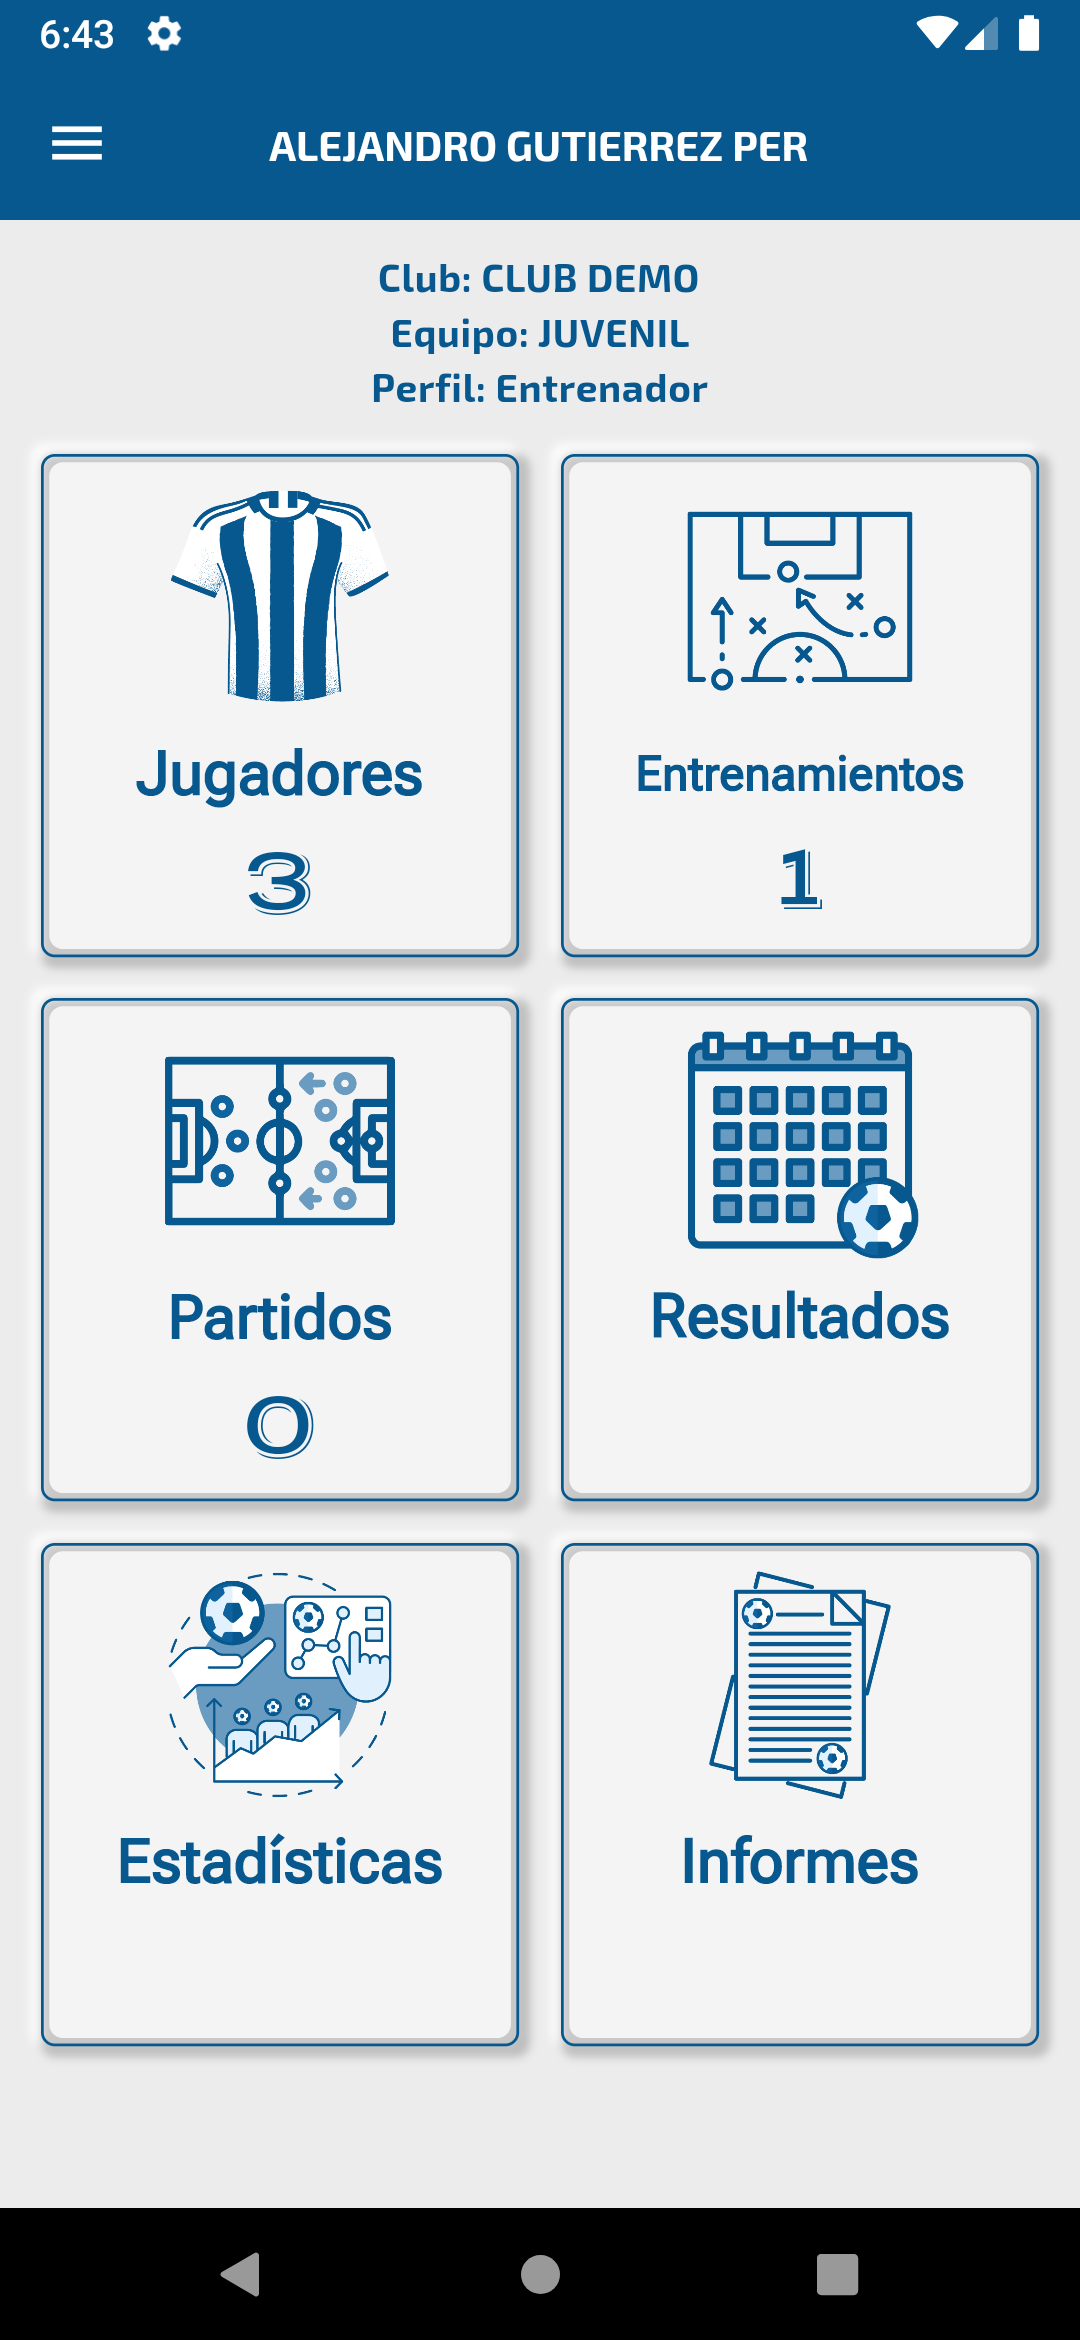 6:43
ALEJANDRO GUTIERREZ PER
Club: CLUB DEMO
Equipo: JUVENIL
Perfil: Entrenador
Jugadores
3
Entrenamientos
1
Partidos
0
Resultados
Estadísticas
Informes